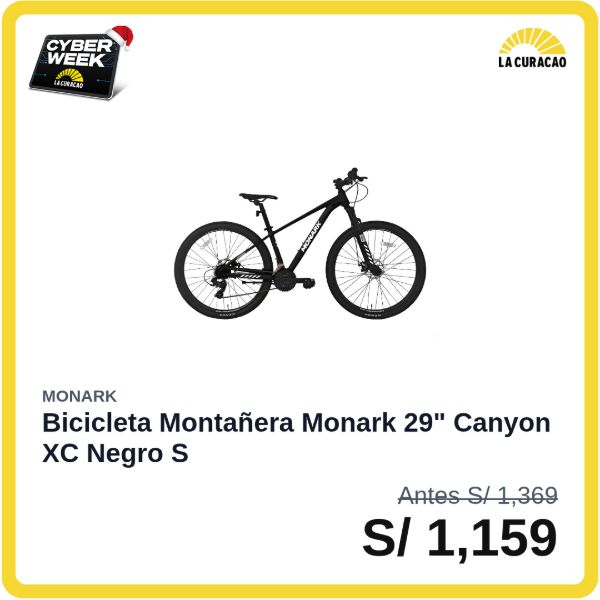 CYBER
WEEK
LA CURACAO
LA CURACAO
MONARK
MONARK
Bicicleta Montañera Monark 29" Canyon
XC Negro S
Antes S/ 1,369
S/ 1,159